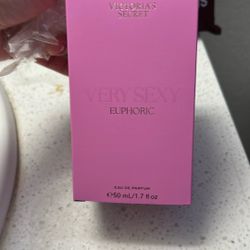 VICTORIA'S
SECRET
VERY SEXY
EUPHORIC
EAU DE PARFUM
℮50 mL/1.7 fl oz